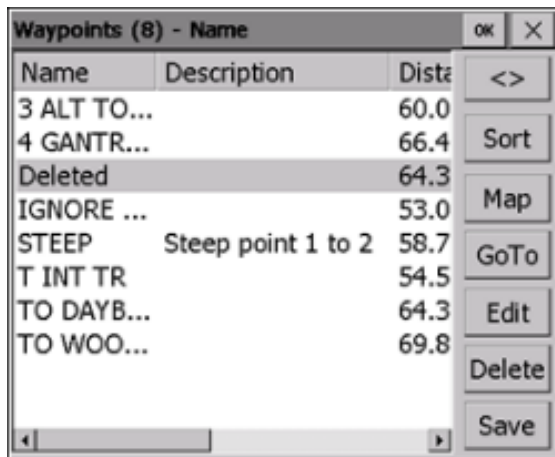 Waypoints (8) - Name OK
Name Description Dista
3 ALT TO... 60.0
4 GANTR... 66.4
Deleted 64.3
IGNORE ... 53.0
STEEP Steep point 1 to 2 58.7
T INT TR 54.5
TO DAYB... 64.3
TO WOO... 69.8
<>
Sort
Map
GoTo
Edit
Delete
Save